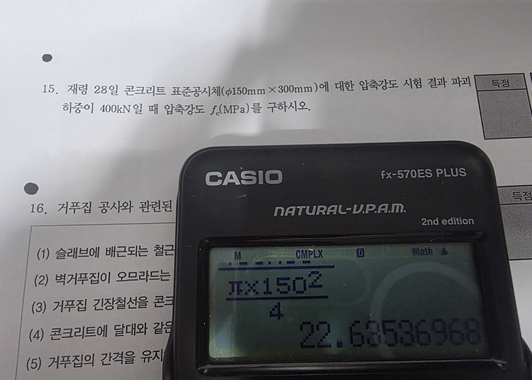 15. 재령 28일 콘크리트 표준공시체(ϕ150mm×300mm)에 대한 압축강도 시험 결과 파괴
하중이 400kN일 때 압축강도 f_c(MPa)를 구하시오.
득점
16. 거푸집 공사와 관련된
득점
(1) 슬래브에 배근되는 철근
(2) 벽거푸집이 오므라드는
(3) 거푸집 긴장철선을 콘크
(4) 콘크리트에 달대와 같은
(5) 거푸집의 간격을 유지
CASIO
fx-570ES PLUS
NATURAL-V.P.A.M.
2nd edition
M CMPLX D Math ▲
π×150²
4
22.63536968